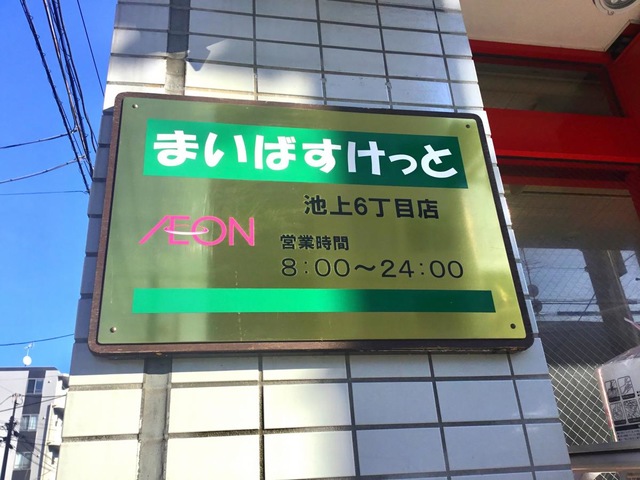 まいばすけっと
池上6丁目店
AEON
営業時間
8:00～24:00